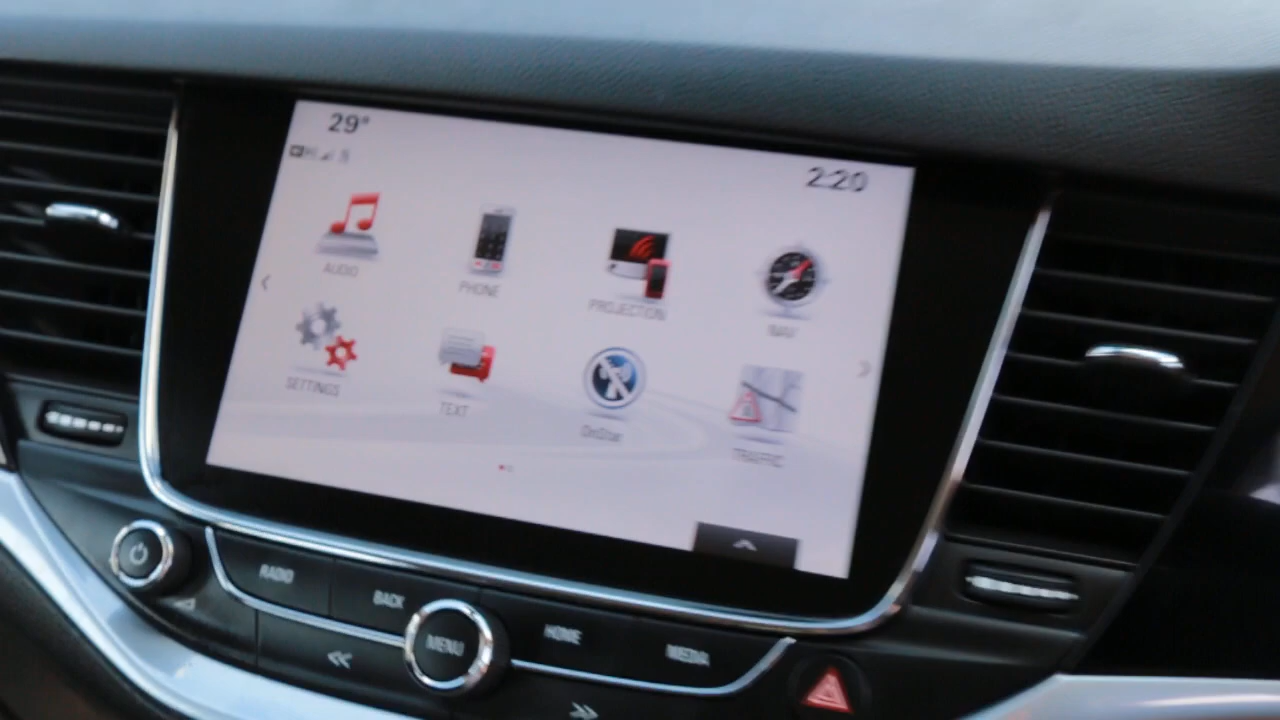 29°
2:20
AUDIO
PHONE
PROJECTION
NAV
SETTINGS
TEXT
OnStar
TRAFFIC
RADIO
BACK
MENU
HOME
MEDIA